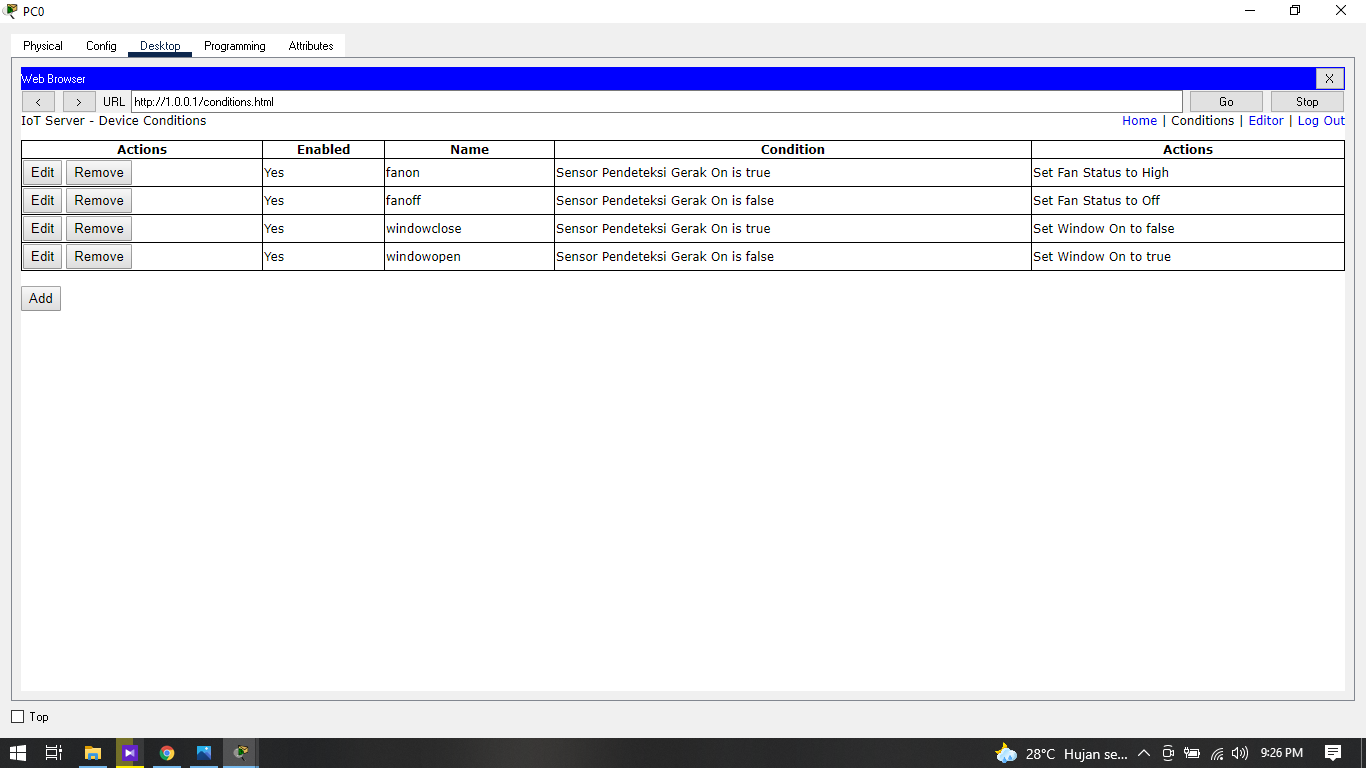 PC0
Physical Config Desktop Programming Attributes
Web Browser X
< > URL http://1.0.0.1/conditions.html Go Stop
IoT Server - Device Conditions Home | Conditions | Editor | Log Out
Actions Enabled Name Condition Actions
Edit Remove Yes fanon Sensor Pendeteksi Gerak On is true Set Fan Status to High
Edit Remove Yes fanoff Sensor Pendeteksi Gerak On is false Set Fan Status to Off
Edit Remove Yes windowclose Sensor Pendeteksi Gerak On is true Set Window On to false
Edit Remove Yes windowopen Sensor Pendeteksi Gerak On is false Set Window On to true
Add
Top
28°C Hujan se... 9:26 PM